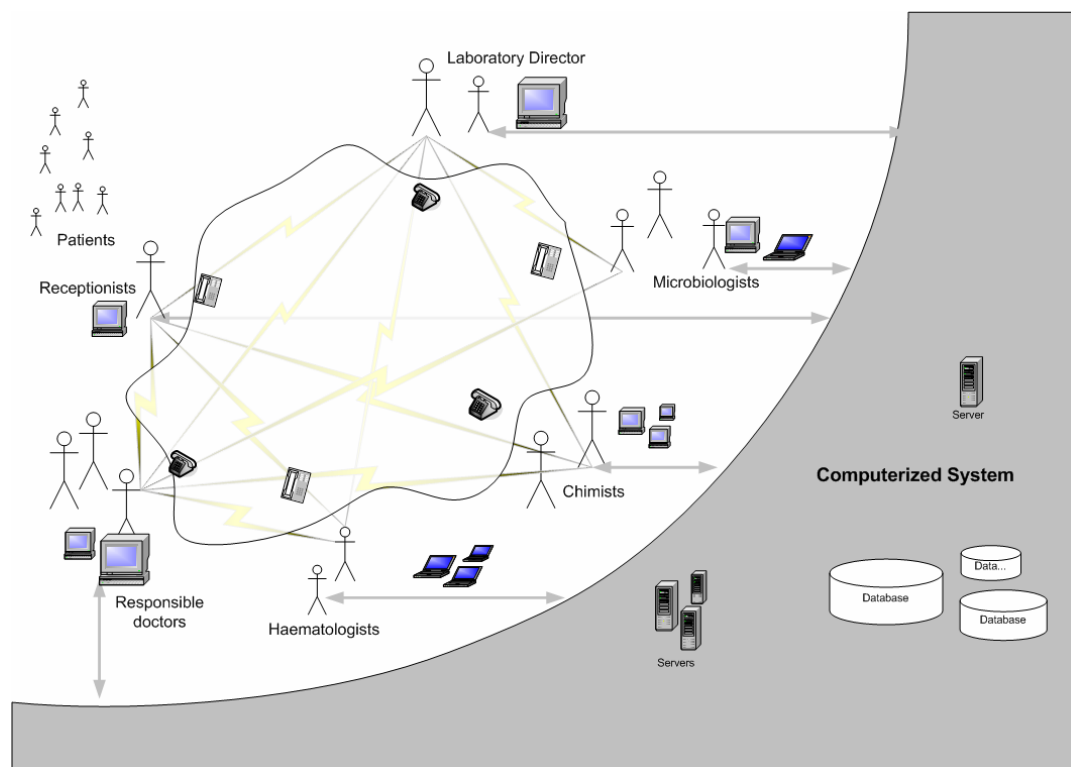 Laboratory Director
Patients
Receptionists
Microbiologists
Server
Computerized System
Chimists
Data...
Database
Database
Responsible
doctors
Haematologists
Servers